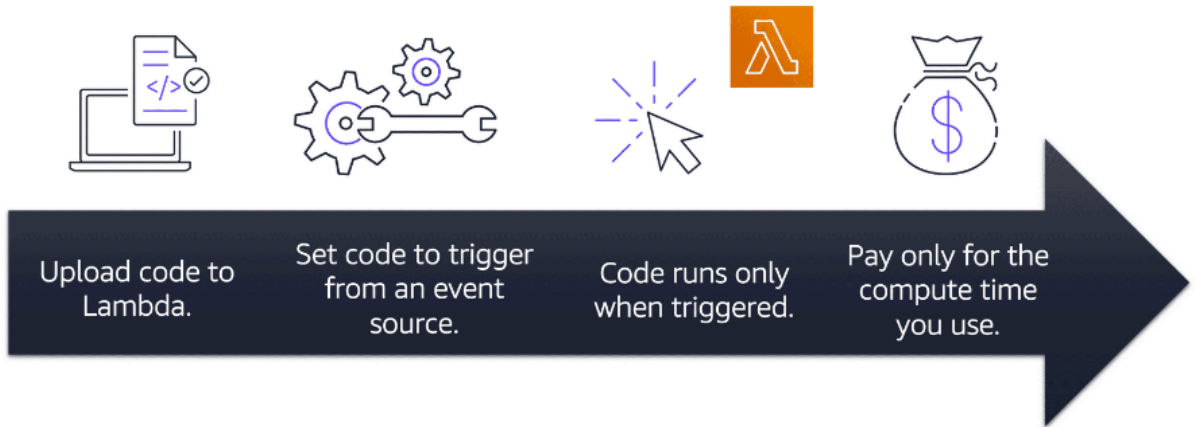 </>
$
Upload code to
Lambda.
Set code to trigger
from an event
source.
Code runs only
when triggered.
Pay only for the
compute time
you use.